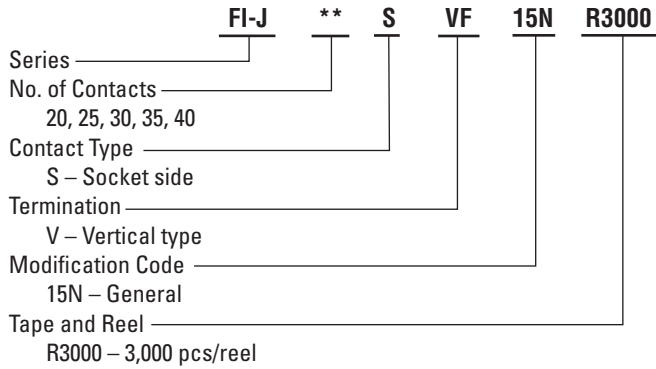 FI-J ** S VF 15N R3000
Series
No. of Contacts
20, 25, 30, 35, 40
Contact Type
S – Socket side
Termination
V – Vertical type
Modification Code
15N – General
Tape and Reel
R3000 – 3,000 pcs/reel